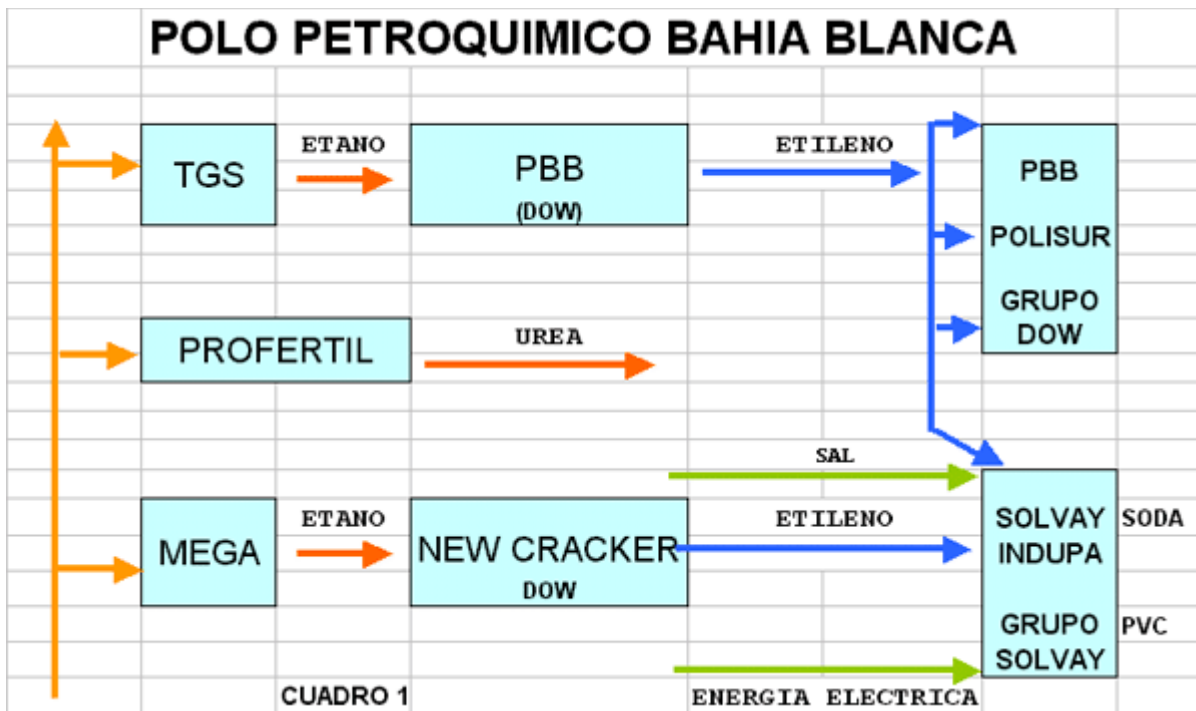 POLO PETROQUIMICO BAHIA BLANCA
TGS
ETANO
PBB
(DOW)
ETILENO
PBB
POLISUR
GRUPO
DOW
PROFERTIL
UREA
SAL
MEGA
ETANO
NEW CRACKER
DOW
ETILENO
SOLVAY
INDUPA
SODA
GRUPO
SOLVAY
PVC
CUADRO 1
ENERGIA ELECTRICA